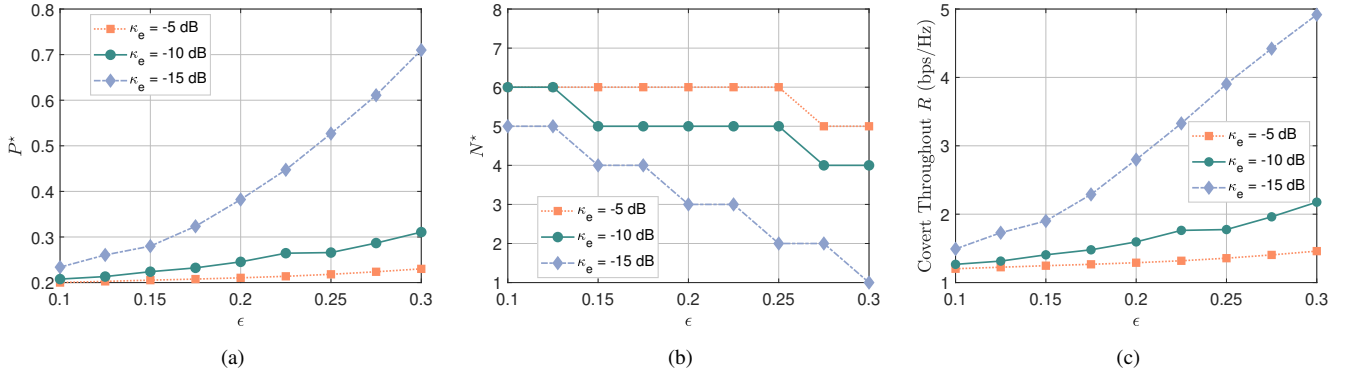 0.8
0.7
0.6
0.5
0.4
0.3
0.2
P*
κe = -5 dB
κe = -10 dB
κe = -15 dB
0.1 0.15 0.2 0.25 0.3
ϵ
(a)
8
7
6
5
4
3
2
1
N*
κe = -5 dB
κe = -10 dB
κe = -15 dB
0.1 0.15 0.2 0.25 0.3
ϵ
(b)
5
4
3
2
1
Covert Throughout R (bps/Hz)
κe = -5 dB
κe = -10 dB
κe = -15 dB
0.1 0.15 0.2 0.25 0.3
ϵ
(c)